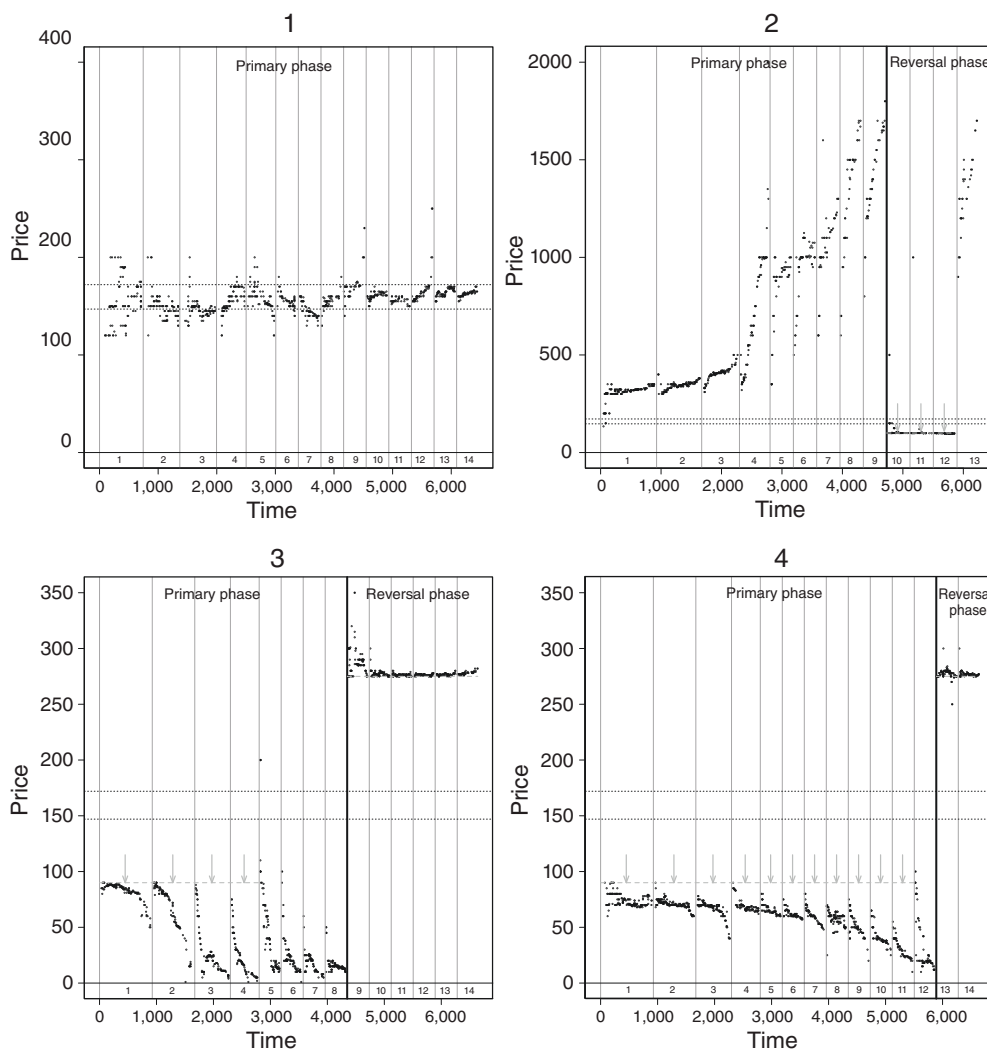 1
400
300
200
100
0
Price
Primary phase
1 2 3 4 5 6 7 8 9 10 11 12 13 14
0 1,000 2,000 3,000 4,000 5,000 6,000
Time
2
2000
1500
1000
500
0
Price
Primary phase Reversal phase
1 2 3 4 5 6 7 8 9 10 11 12 13
0 1,000 2,000 3,000 4,000 5,000 6,000
Time
3
350
300
250
200
150
100
50
0
Price
Primary phase Reversal phase
1 2 3 4 5 6 7 8 9 10 11 12 13 14
0 1,000 2,000 3,000 4,000 5,000 6,000
Time
4
350
300
250
200
150
100
50
0
Price
Primary phase
Reversal
phase
1 2 3 4 5 6 7 8 9 10 11 12 13 14
0 1,000 2,000 3,000 4,000 5,000 6,000
Time